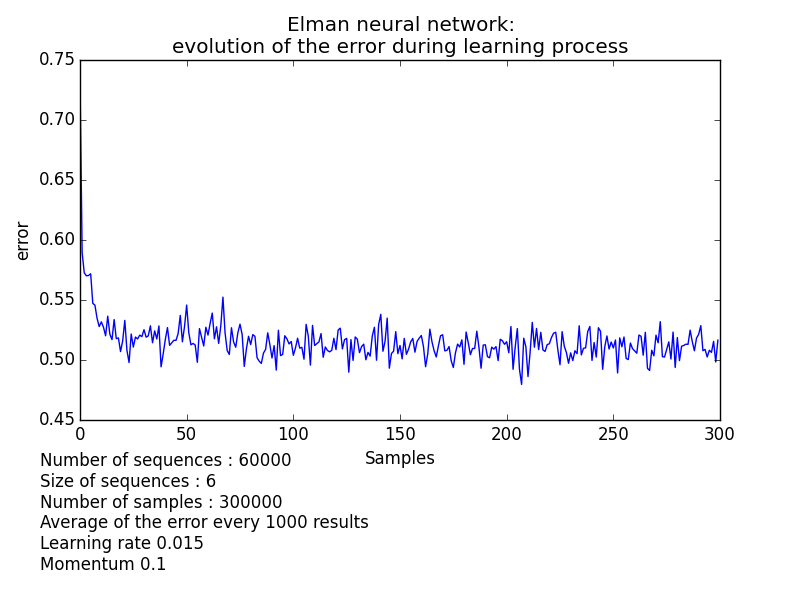 Elman neural network:
evolution of the error during learning process
0.75
0.70
0.65
0.60
0.55
0.50
0.45
error
0 50 100 150 200 250 300
Samples
Number of sequences : 60000
Size of sequences : 6
Number of samples : 300000
Average of the error every 1000 results
Learning rate 0.015
Momentum 0.1